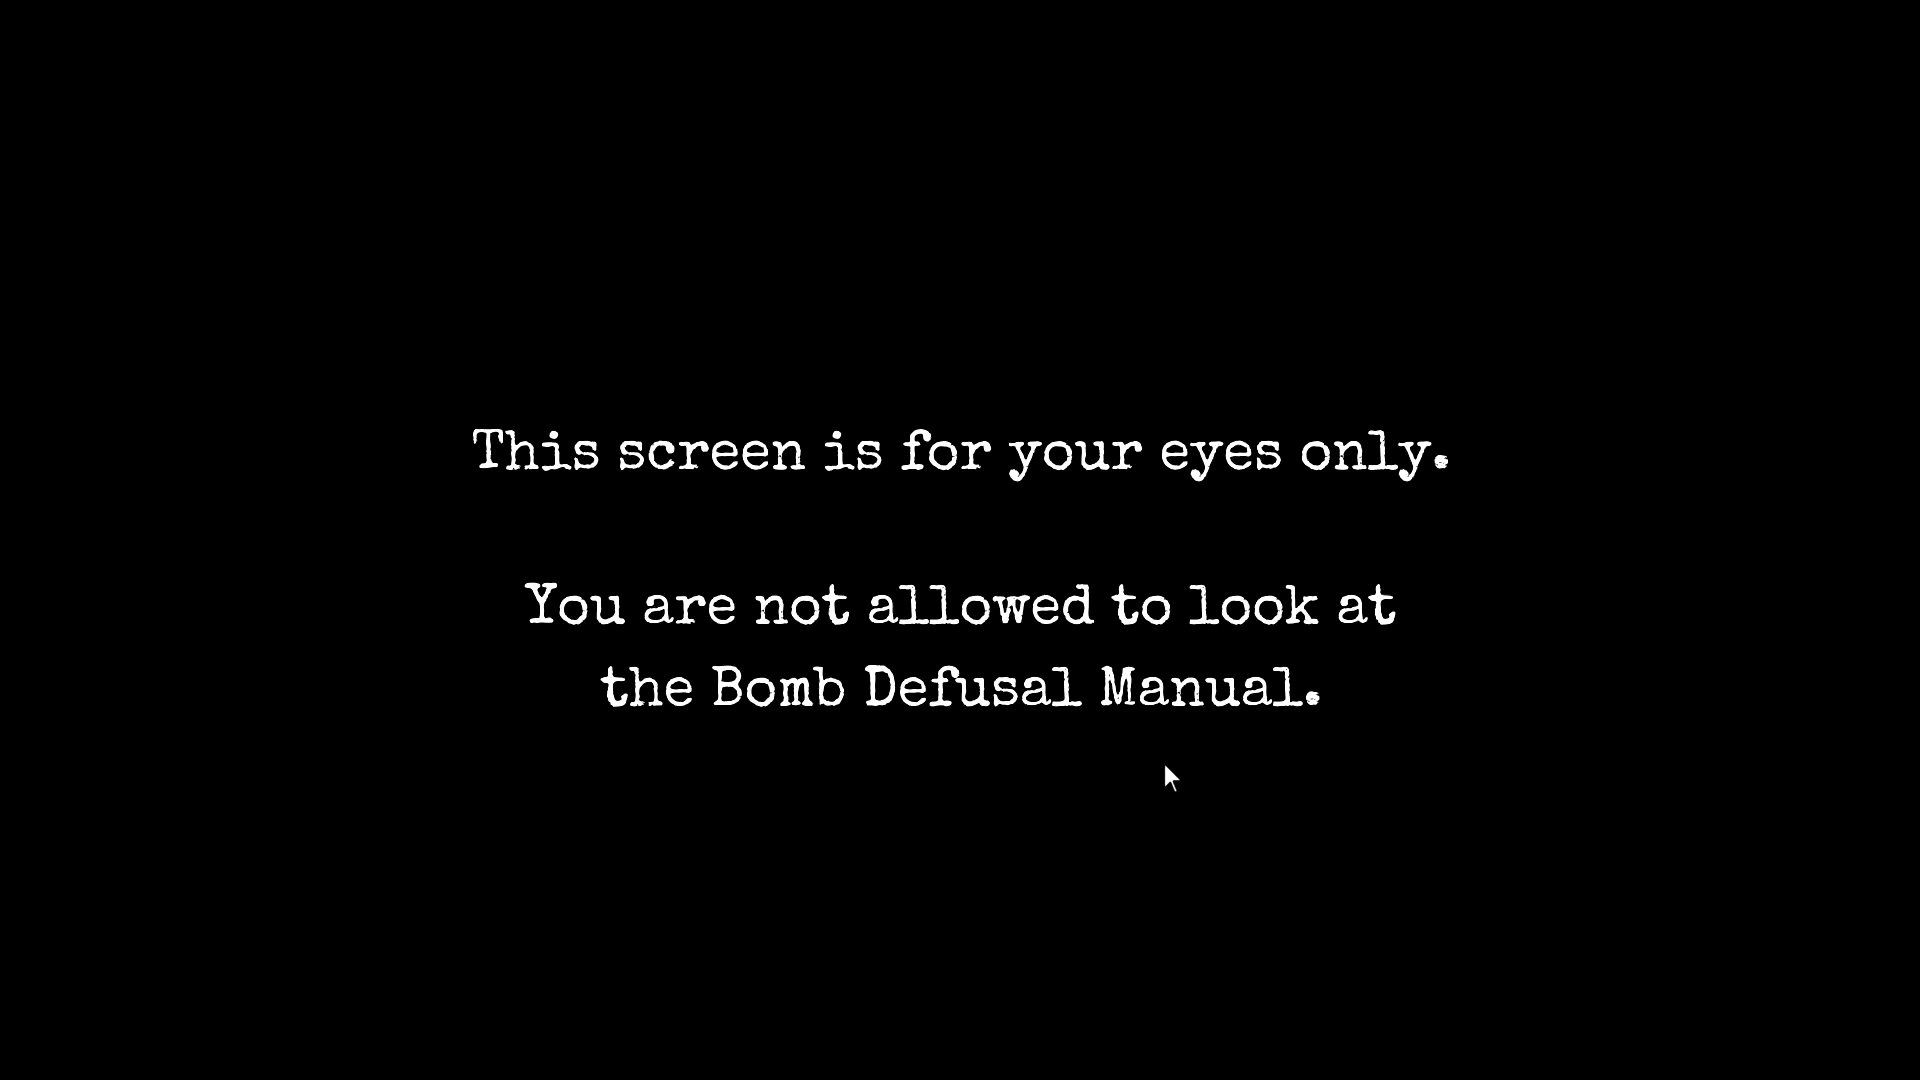 This screen is for your eyes only.
You are not allowed to look at
the Bomb Defusal Manual.